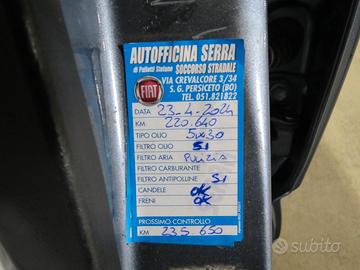 AUTOFFICINA SERRA
di Pallotti Stefano SOCCORSO STRADALE
VIA CREVALCORE 3/34
S. G. PERSICETO (BO)
TEL. 051.821822
FIAT
DATA 23-4-2024
KM 220.640
TIPO OLIO 5W30
FILTRO OLIO SI
FILTRO ARIA PULIZIA
FILTRO CARBURANTE
FILTRO ANTIPOLLINE SI
CANDELE OK
FRENI OK
PROSSIMO CONTROLLO
KM 235 650
subito